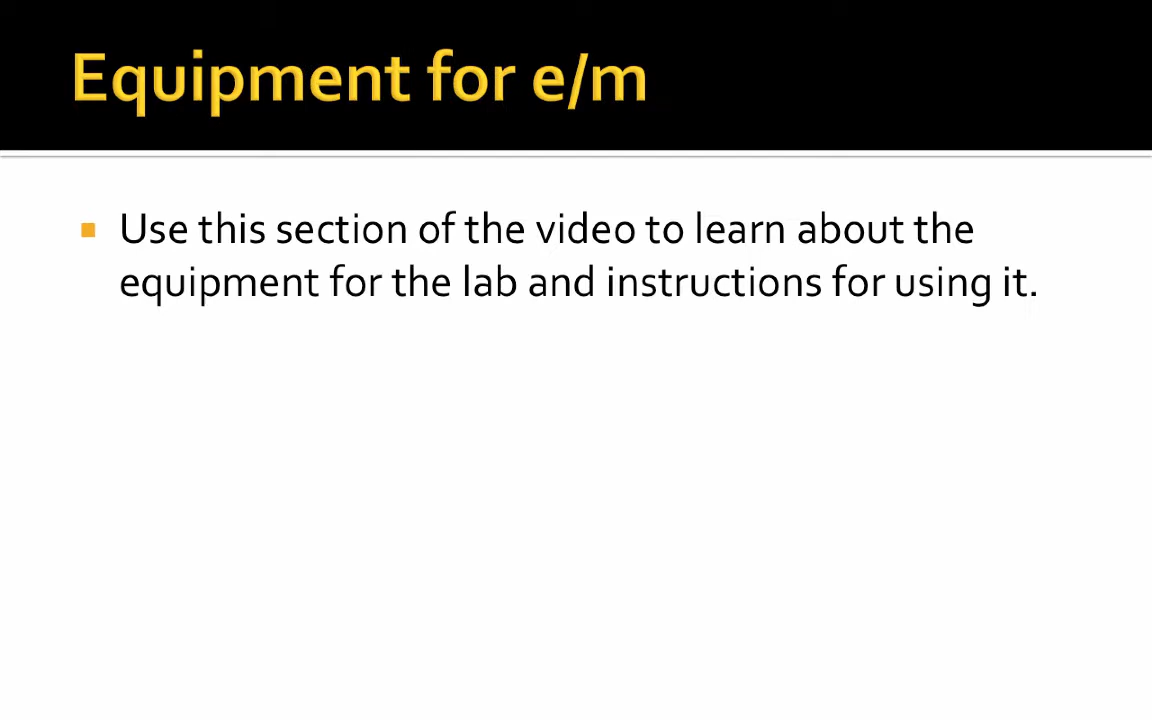 Equipment for e/m
Use this section of the video to learn about the
equipment for the lab and instructions for using it.